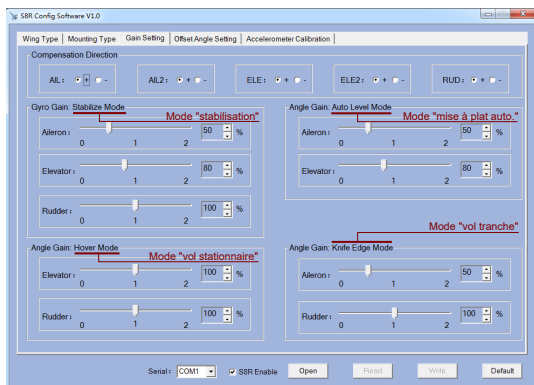 S8R Config Software V1.0
Wing Type Mounting Type Gain Setting Offset Angle Setting Accelerometer Calibration
Compensation Direction
AIL: + - AIL2: + - ELE: + - ELE2: + - RUD: + -
Gyro Gain: Stabilize Mode
Mode "stabilisation"
Aileron: 50 %
0 1 2
Elevator: 80 %
0 1 2
Rudder: 100 %
0 1 2
Angle Gain: Auto Level Mode
Mode "mise à plat auto."
Aileron: 50 %
0 1 2
Elevator: 80 %
0 1 2
Angle Gain: Hover Mode
Mode "vol stationnaire"
Elevator: 100 %
0 1 2
Rudder: 100 %
0 1 2
Mode "vol tranche"
Angle Gain: Knife Edge Mode
Aileron: 50 %
0 1 2
Rudder: 100 %
0 1 2
Serial: COM1 S8R Enable Open Read Write Default